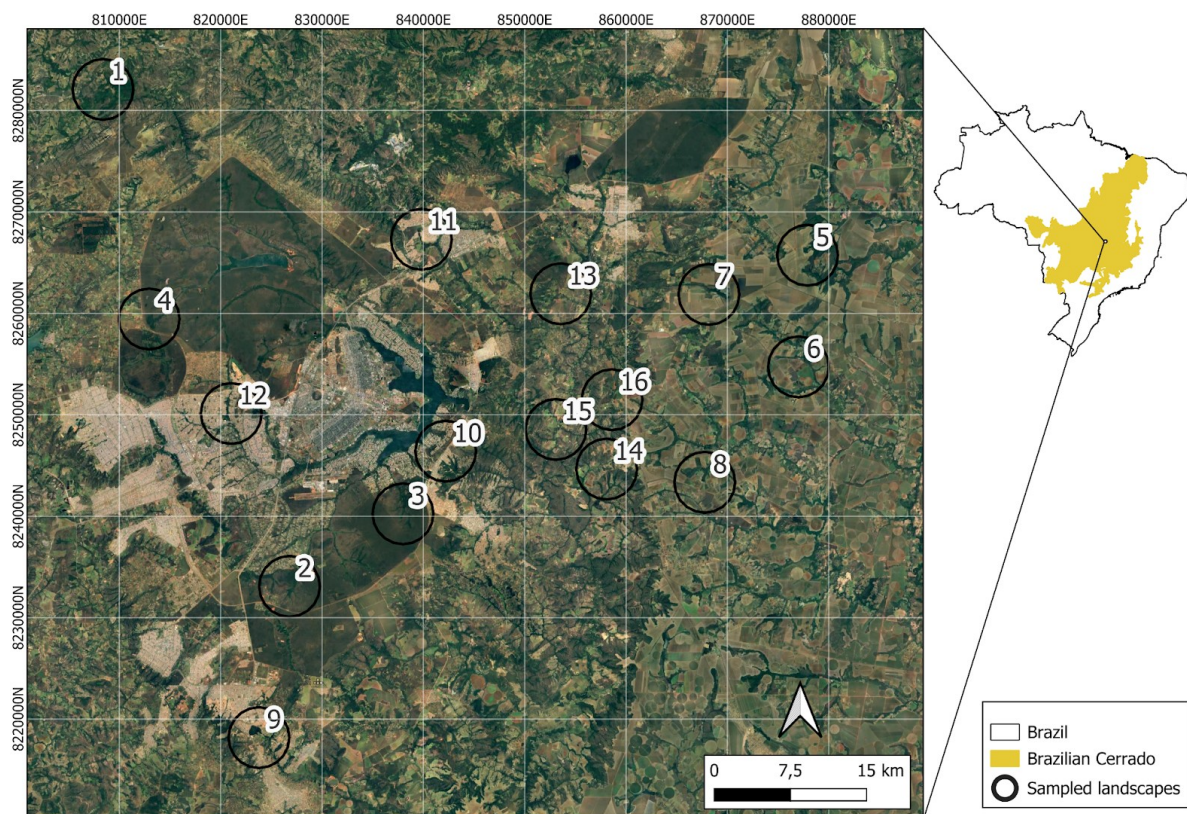 810000E 820000E 830000E 840000E 850000E 860000E 870000E 880000E
8280000N
8270000N
8260000N
8250000N
8240000N
8230000N
8220000N
1
11
5
13
7
4
6
12
16
15
10
14
8
3
2
9
0 7,5 15 km
Brazil
Brazilian Cerrado
Sampled landscapes